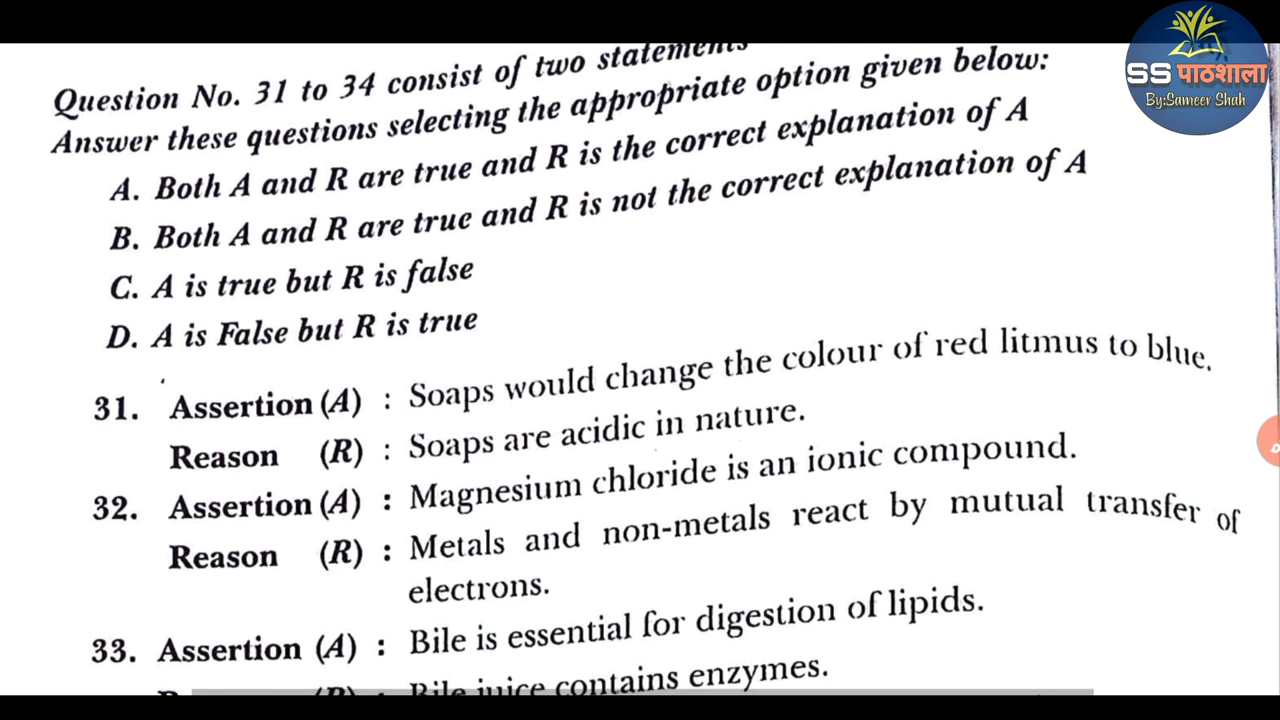 SS पाठशाला
By:Sameer Shah
Question No. 31 to 34 consist of two statements
Answer these questions selecting the appropriate option given below:
A. Both A and R are true and R is the correct explanation of A
B. Both A and R are true and R is not the correct explanation of A
C. A is true but R is false
D. A is False but R is true
31. Assertion (A) : Soaps would change the colour of red litmus to blue.
Reason (R) : Soaps are acidic in nature.
32. Assertion (A) : Magnesium chloride is an ionic compound.
Reason (R) : Metals and non-metals react by mutual transfer of
electrons.
33. Assertion (A) : Bile is essential for digestion of lipids.
(R) : Bile juice contains enzymes.